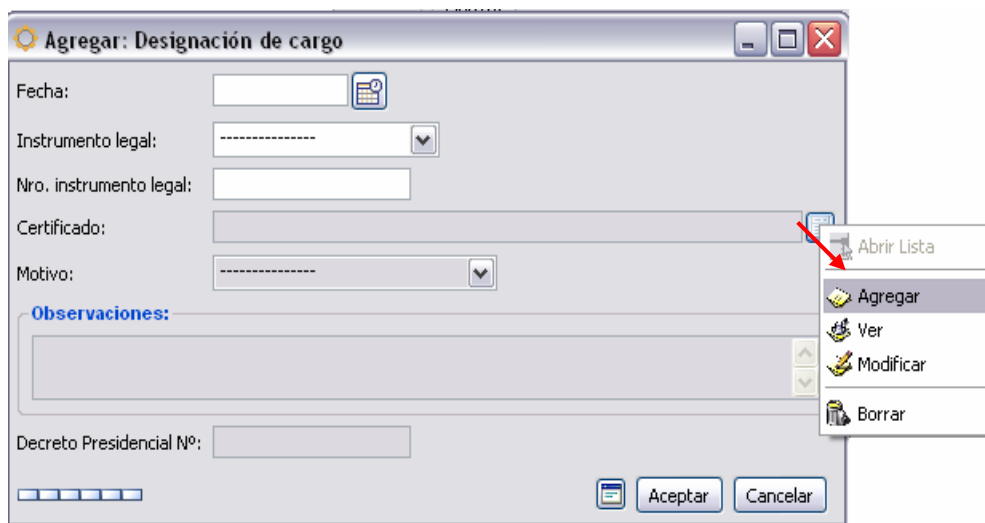 Agregar: Designación de cargo
Fecha:
Instrumento legal: ---------------
Nro. instrumento legal:
Certificado:
Abrir Lista
Motivo: ---------------
Agregar
Observaciones:
Ver
Modificar
Borrar
Decreto Presidencial Nº:
Aceptar Cancelar